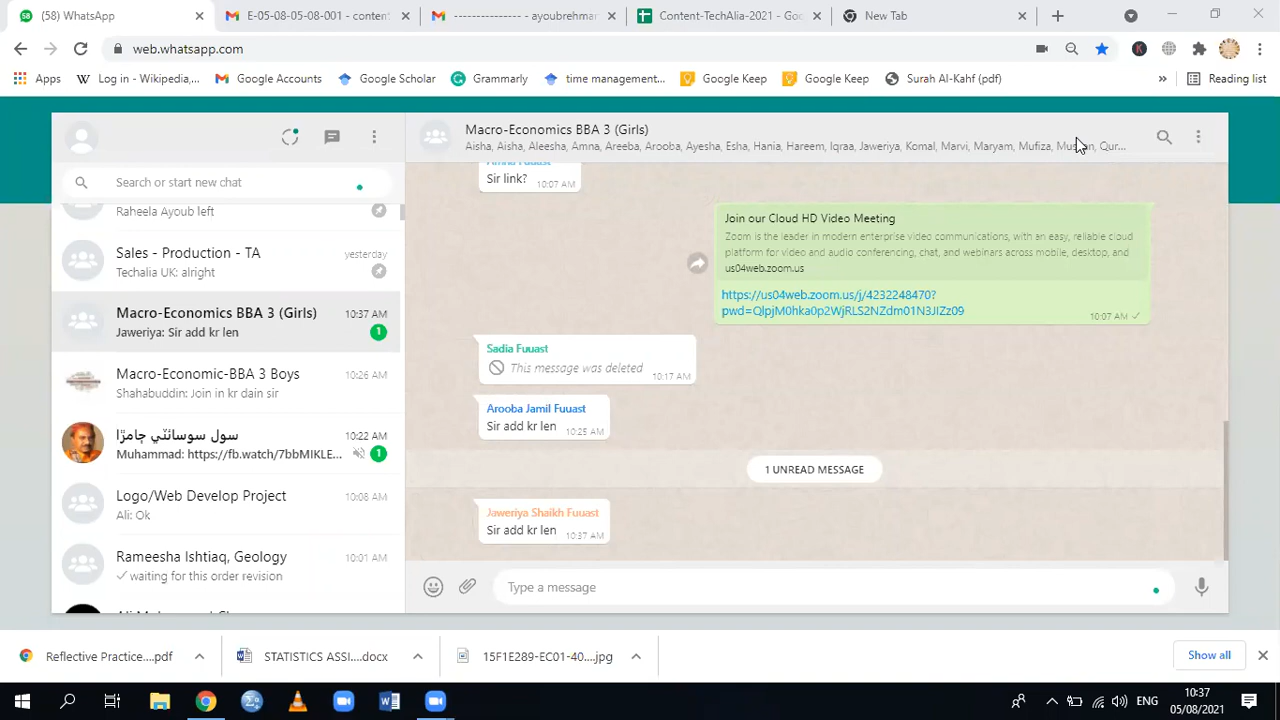 (58) WhatsApp
E-05-08-05-08-001 - content
--------------- - ayoubrehman
Content-TechAlia-2021 - Goo
New Tab
web.whatsapp.com
Apps
Log in - Wikipedia,...
Google Accounts
Google Scholar
Grammarly
time management...
Google Keep
Google Keep
Surah Al-Kahf (pdf)
»
Reading list
Macro-Economics BBA 3 (Girls)
Aisha, Aisha, Aleesha, Amna, Areeba, Arooba, Ayesha, Esha, Hania, Hareem, Iqraa, Jaweriya, Komal, Marvi, Maryam, Mufiza, Qur...
Search or start new chat
Raheela Ayoub left
Sales - Production - TA
yesterday
Techalia UK: alright
Macro-Economics BBA 3 (Girls)
10:37 AM
Jaweriya: Sir add kr len
1
Macro-Economic-BBA 3 Boys
10:26 AM
Shahabuddin: Join in kr dain sir
سول سوسائٽي ڄامڙا
10:22 AM
Muhammad: https://fb.watch/7bbMIKLE...
1
Logo/Web Develop Project
10:08 AM
Ali: Ok
Rameesha Ishtiaq, Geology
10:01 AM
waiting for this order revision
Sir link?
10:07 AM
Join our Cloud HD Video Meeting
Zoom is the leader in modern enterprise video communications, with an easy, reliable cloud
platform for video and audio conferencing, chat, and webinars across mobile, desktop, and
us04web.zoom.us
https://us04web.zoom.us/j/4232248470?
pwd=QlpjM0hka0p2WjRLS2NZdm01N3JIZz09
10:07 AM
Sadia Fuuast
This message was deleted
10:17 AM
Arooba Jamil Fuuast
Sir add kr len
10:25 AM
1 UNREAD MESSAGE
Jaweriya Shaikh Fuuast
Sir add kr len
10:37 AM
Type a message
Reflective Practice....pdf
STATISTICS ASSI....docx
15F1E289-EC01-40....jpg
Show all
ENG
10:37
05/08/2021